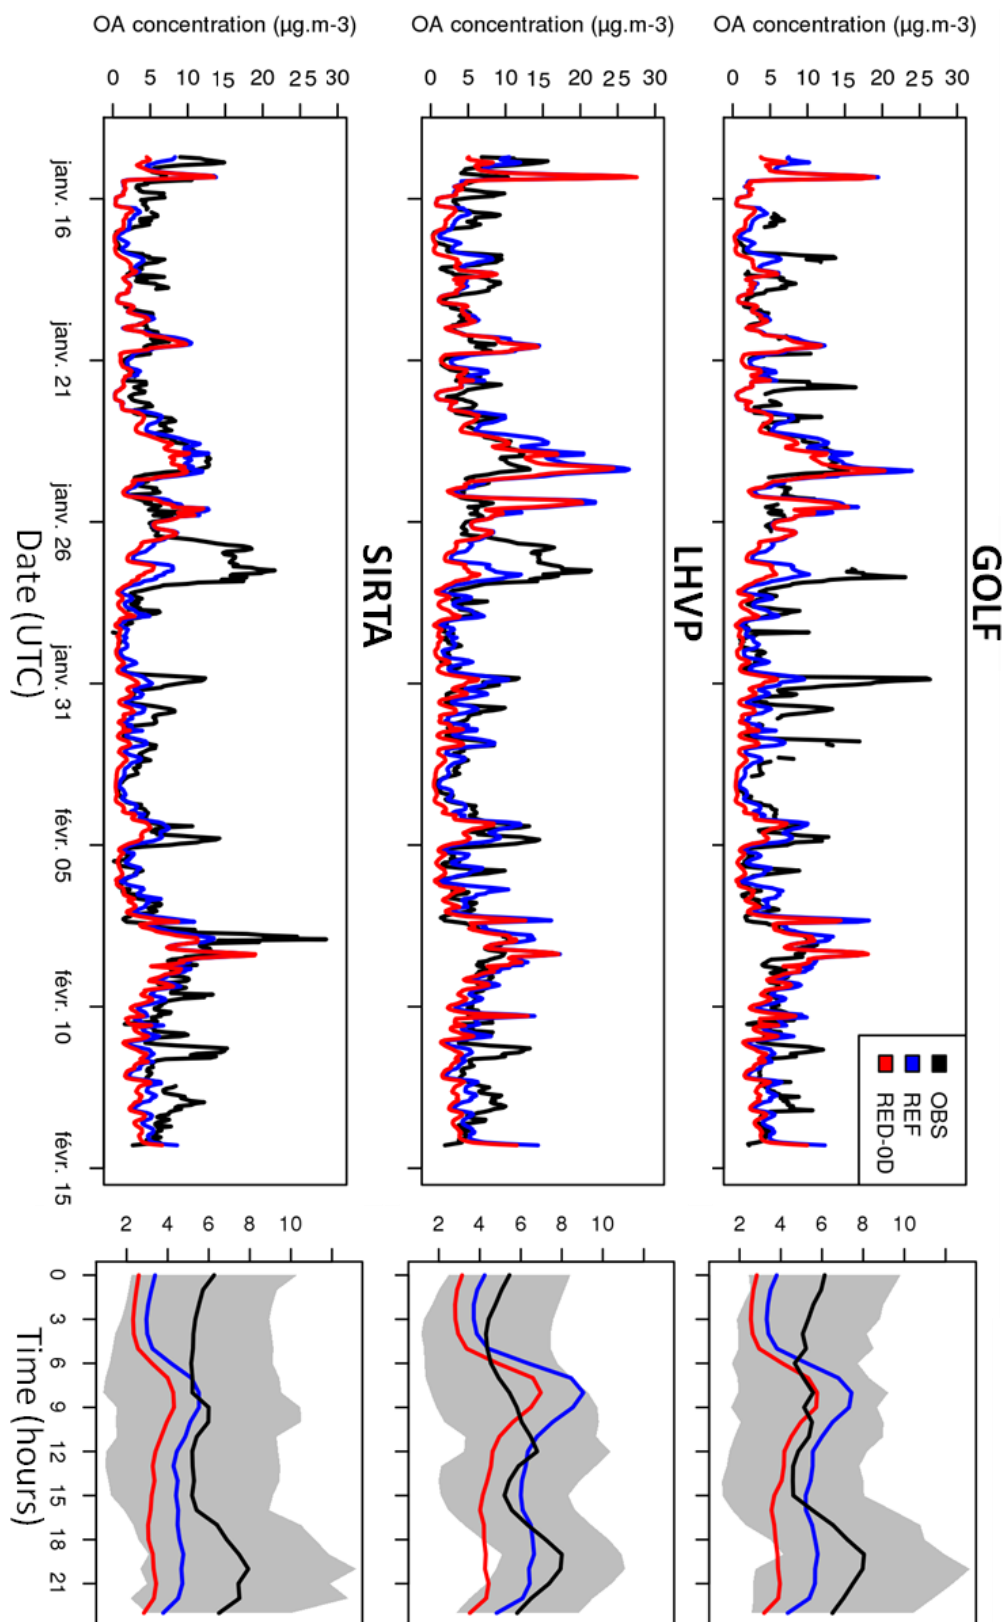 GOLF
OA concentration (µg.m-3)
0 5 10 15 20 25 30
OBS
REF
RED-0D
2 4 6 8 10
LHVP
OA concentration (µg.m-3)
0 5 10 15 20 25 30
2 4 6 8 10
SIRTA
OA concentration (µg.m-3)
0 5 10 15 20 25 30
2 4 6 8 10
janv. 16 janv. 21 janv. 26 janv. 31 févr. 05 févr. 10 févr. 15
0 3 6 9 12 15 18 21
Date (UTC)
Time (hours)